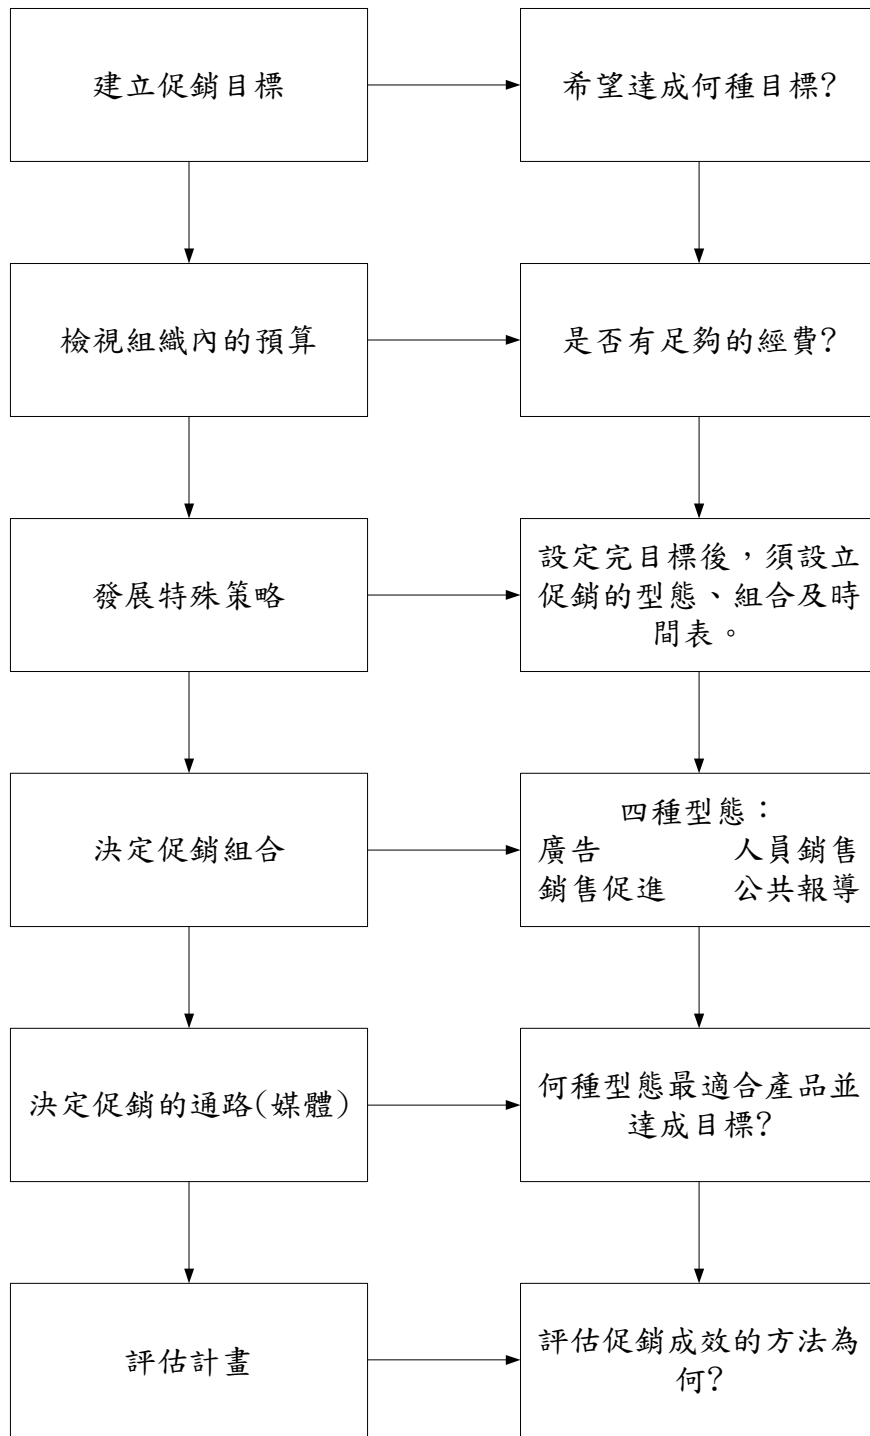 建立促銷目標
希望達成何種目標?
檢視組織內的預算
是否有足夠的經費?
發展特殊策略
設定完目標後，須設立
促銷的型態、組合及時
間表。
決定促銷組合
四種型態：
廣告 人員銷售
銷售促進 公共報導
決定促銷的通路(媒體)
何種型態最適合產品並
達成目標?
評估計畫
評估促銷成效的方法為
何?